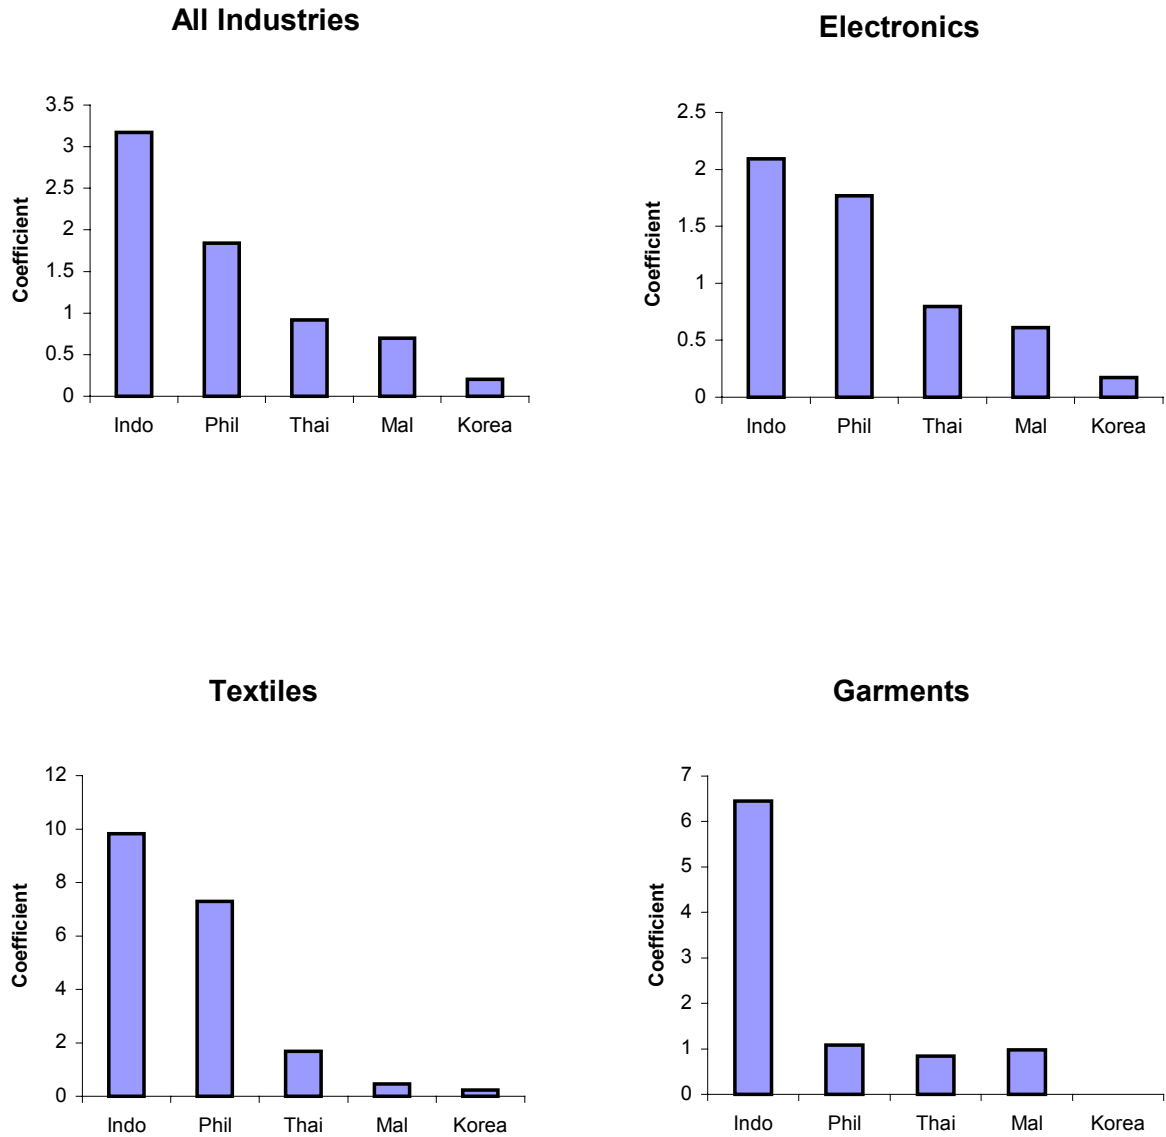 All Industries
Coefficient
3.5
3
2.5
2
1.5
1
0.5
0
Indo Phil Thai Mal Korea
Electronics
Coefficient
2.5
2
1.5
1
0.5
0
Indo Phil Thai Mal Korea
Textiles
Coefficient
12
10
8
6
4
2
0
Indo Phil Thai Mal Korea
Garments
Coefficient
7
6
5
4
3
2
1
0
Indo Phil Thai Mal Korea